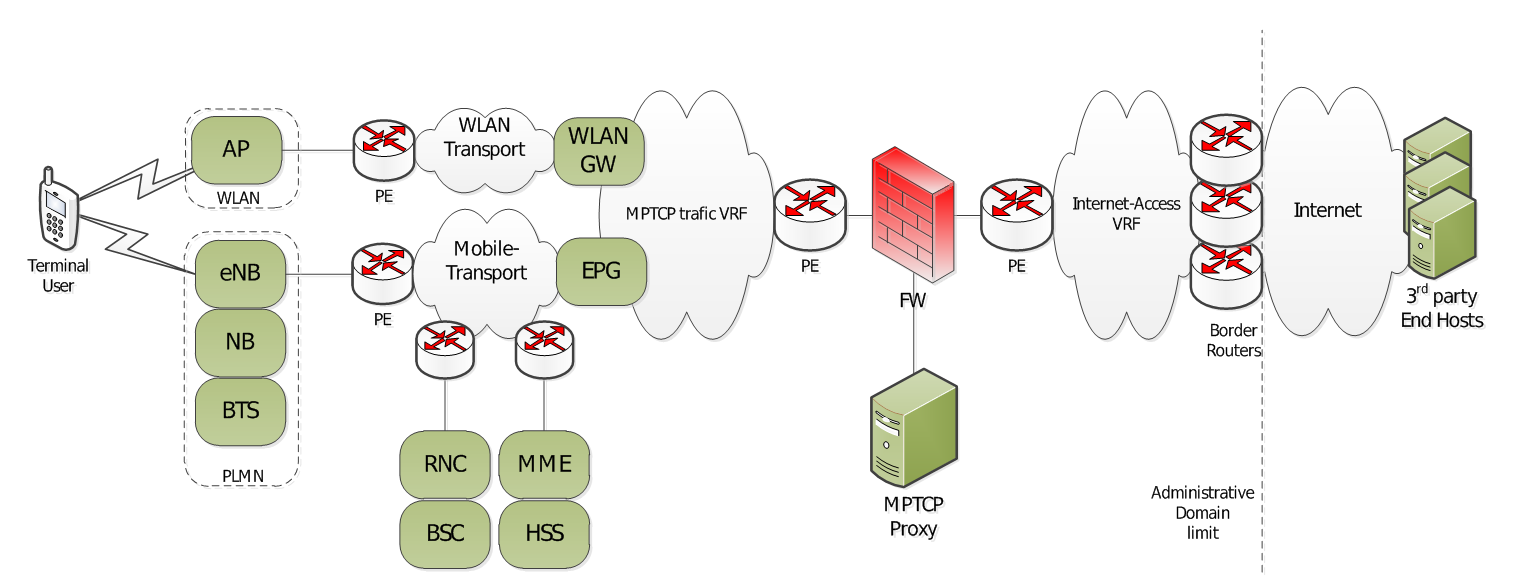 Terminal
User
AP
WLAN
eNB
NB
BTS
PLMN
PE
PE
WLAN
Transport
Mobile-
Transport
WLAN
GW
EPG
RNC
BSC
MME
HSS
MPTCP trafic VRF
PE
FW
MPTCP
Proxy
PE
Internet-Access
VRF
Border
Routers
Administrative
Domain
limit
Internet
3rd party
End Hosts